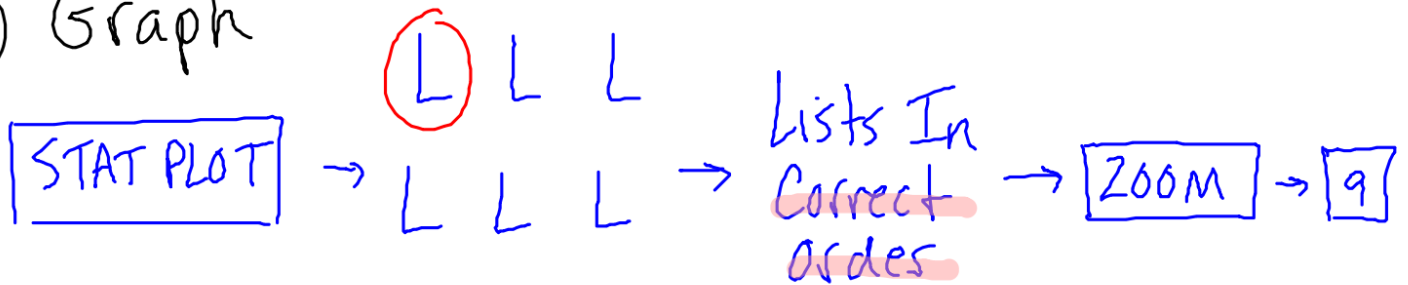 ) Graph
STAT PLOT → L L L → Lists In → ZOOM → 9
L L L Correct
order